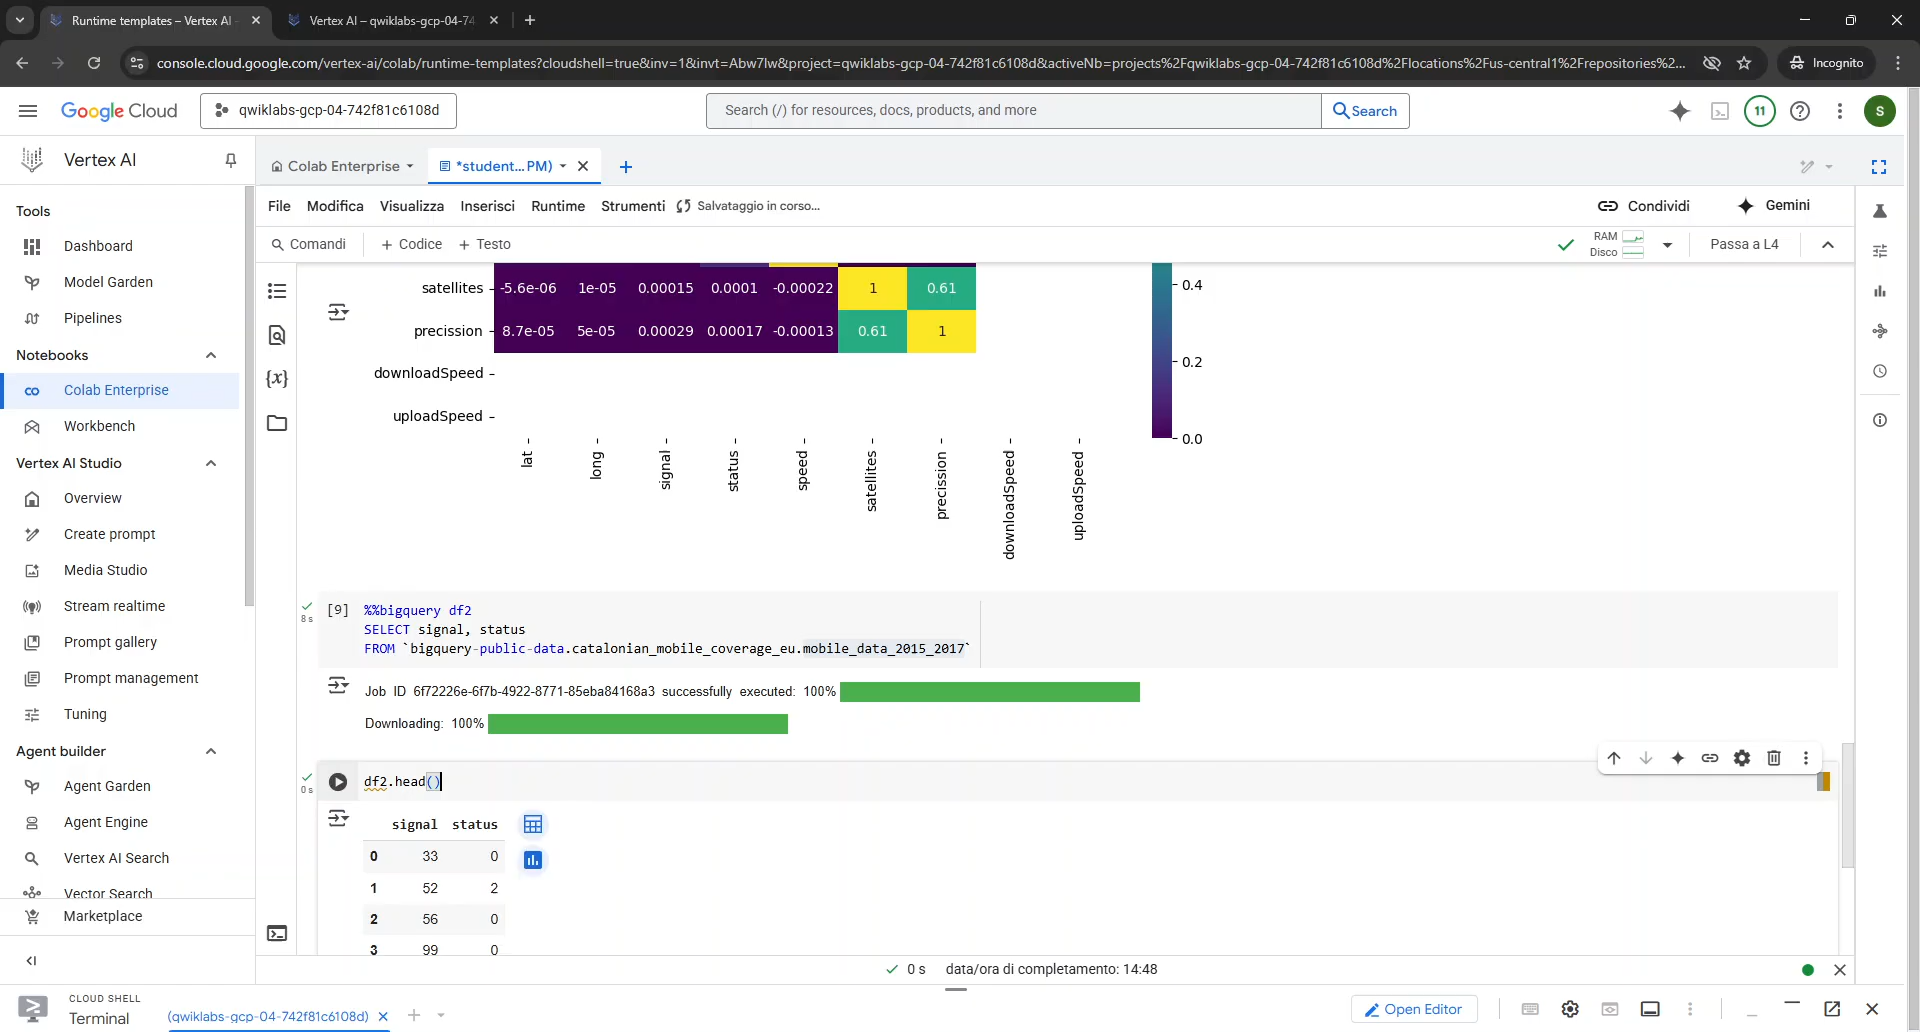 Runtime templates – Vertex AI
Vertex AI – qwiklabs-gcp-04-74
console.cloud.google.com/vertex-ai/colab/runtime-templates?cloudshell=true&inv=1&invt=Abw7lw&project=qwiklabs-gcp-04-742f81c6108d&activeNb=projects%2Fqwiklabs-gcp-04-742f81c6108d%2Flocations%2Fus-central1%2Frepositories%2...
Incognito
Google Cloud
qwiklabs-gcp-04-742f81c6108d
Search (/) for resources, docs, products, and more
Search
11
S
Vertex AI
Colab Enterprise
*student... PM)
Tools
Dashboard
Model Garden
Pipelines
Notebooks
Colab Enterprise
Workbench
Vertex AI Studio
Overview
Create prompt
Media Studio
Stream realtime
Prompt gallery
Prompt management
Tuning
Agent builder
Agent Garden
Agent Engine
Vertex AI Search
Vector Search
Marketplace
File Modifica Visualizza Inserisci Runtime Strumenti Salvataggio in corso...
Condividi
Gemini
Comandi + Codice + Testo
RAM
Disco
Passa a L4
satellites -5.6e-06 1e-05 0.00015 0.0001 -0.00022 1 0.61
precission 8.7e-05 5e-05 0.00029 0.00017 -0.00013 0.61 1
downloadSpeed
uploadSpeed
lat long signal status speed satellites precission downloadSpeed uploadSpeed
0.4
0.2
0.0
8 s
[9] %%bigquery df2
SELECT signal, status
FROM `bigquery-public-data.catalonian_mobile_coverage_eu.mobile_data_2015_2017`
Job ID 6f72226e-6f7b-4922-8771-85eba84168a3 successfully executed: 100%
Downloading: 100%
0 s
df2.head()
signal status
0 33 0
1 52 2
2 56 0
3 99 0
0 s data/ora di completamento: 14:48
CLOUD SHELL
Terminal
(qwiklabs-gcp-04-742f81c6108d)
Open Editor